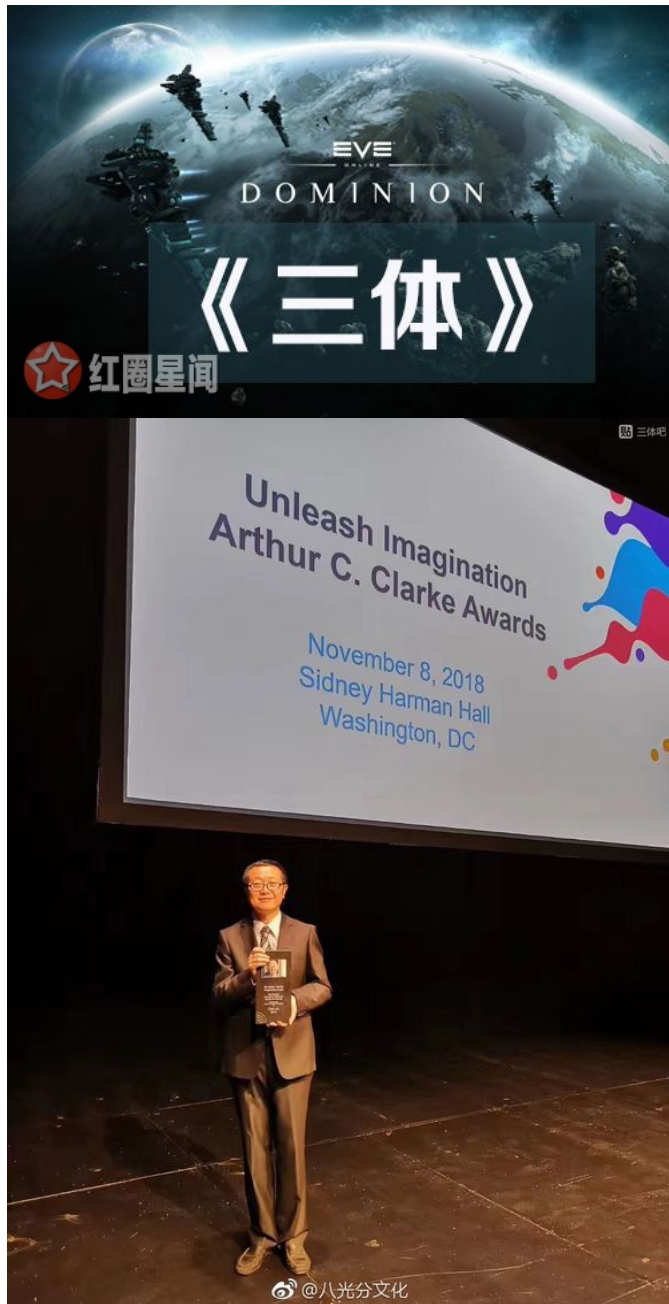 EVE
ONLINE
DOMINION
《三体》
红圈星闻
贴 三体吧
Unleash Imagination
Arthur C. Clarke Awards
November 8, 2018
Sidney Harman Hall
Washington, DC
@八光分文化